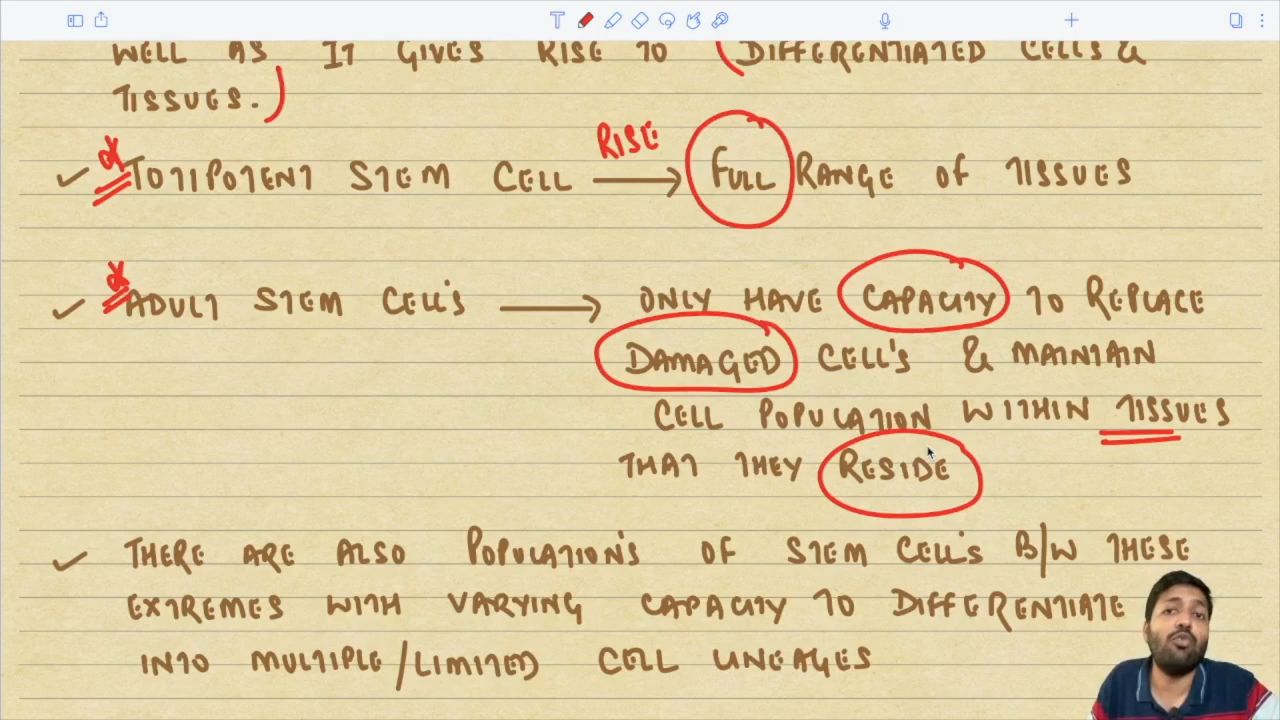 WELL AS IT GIVES RISE TO (DIFFERENTIATED CELLS &
TISSUES.)
RISE
✓ * TOTIPOTENT STEM CELL → FULL RANGE OF TISSUES
✓ * ADULT STEM CELL'S → ONLY HAVE CAPACITY TO REPLACE
DAMAGED CELL'S & MAINTAIN
CELL POPULATION WITHIN TISSUES
THAT THEY RESIDE
✓ THERE ARE ALSO POPULATION'S OF STEM CELL'S B/W THESE
EXTREMES WITH VARYING CAPACITY TO DIFFERENTIATE
INTO MULTIPLE/LIMITED CELL LINEAGES